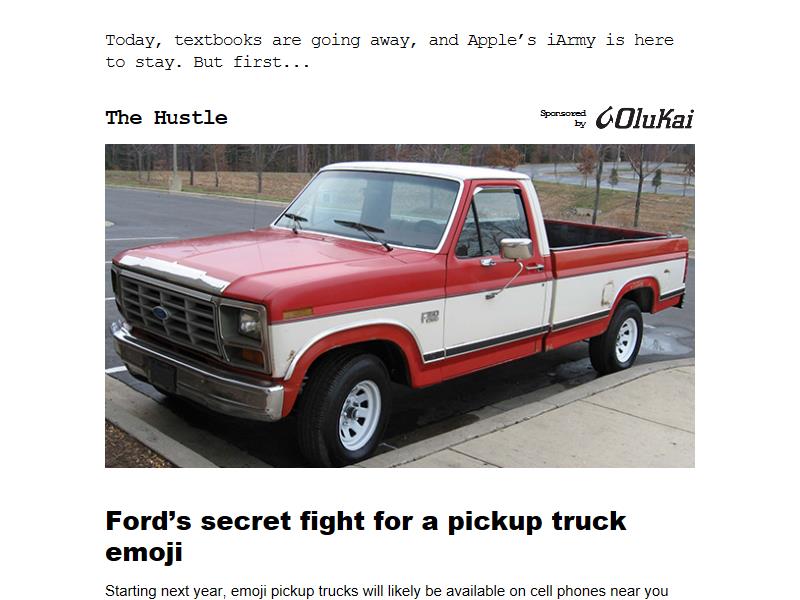 Today, textbooks are going away, and Apple’s iArmy is here
to stay. But first...
The Hustle
Sponsored
by
OluKai
Ford’s secret fight for a pickup truck
emoji
Starting next year, emoji pickup trucks will likely be available on cell phones near you